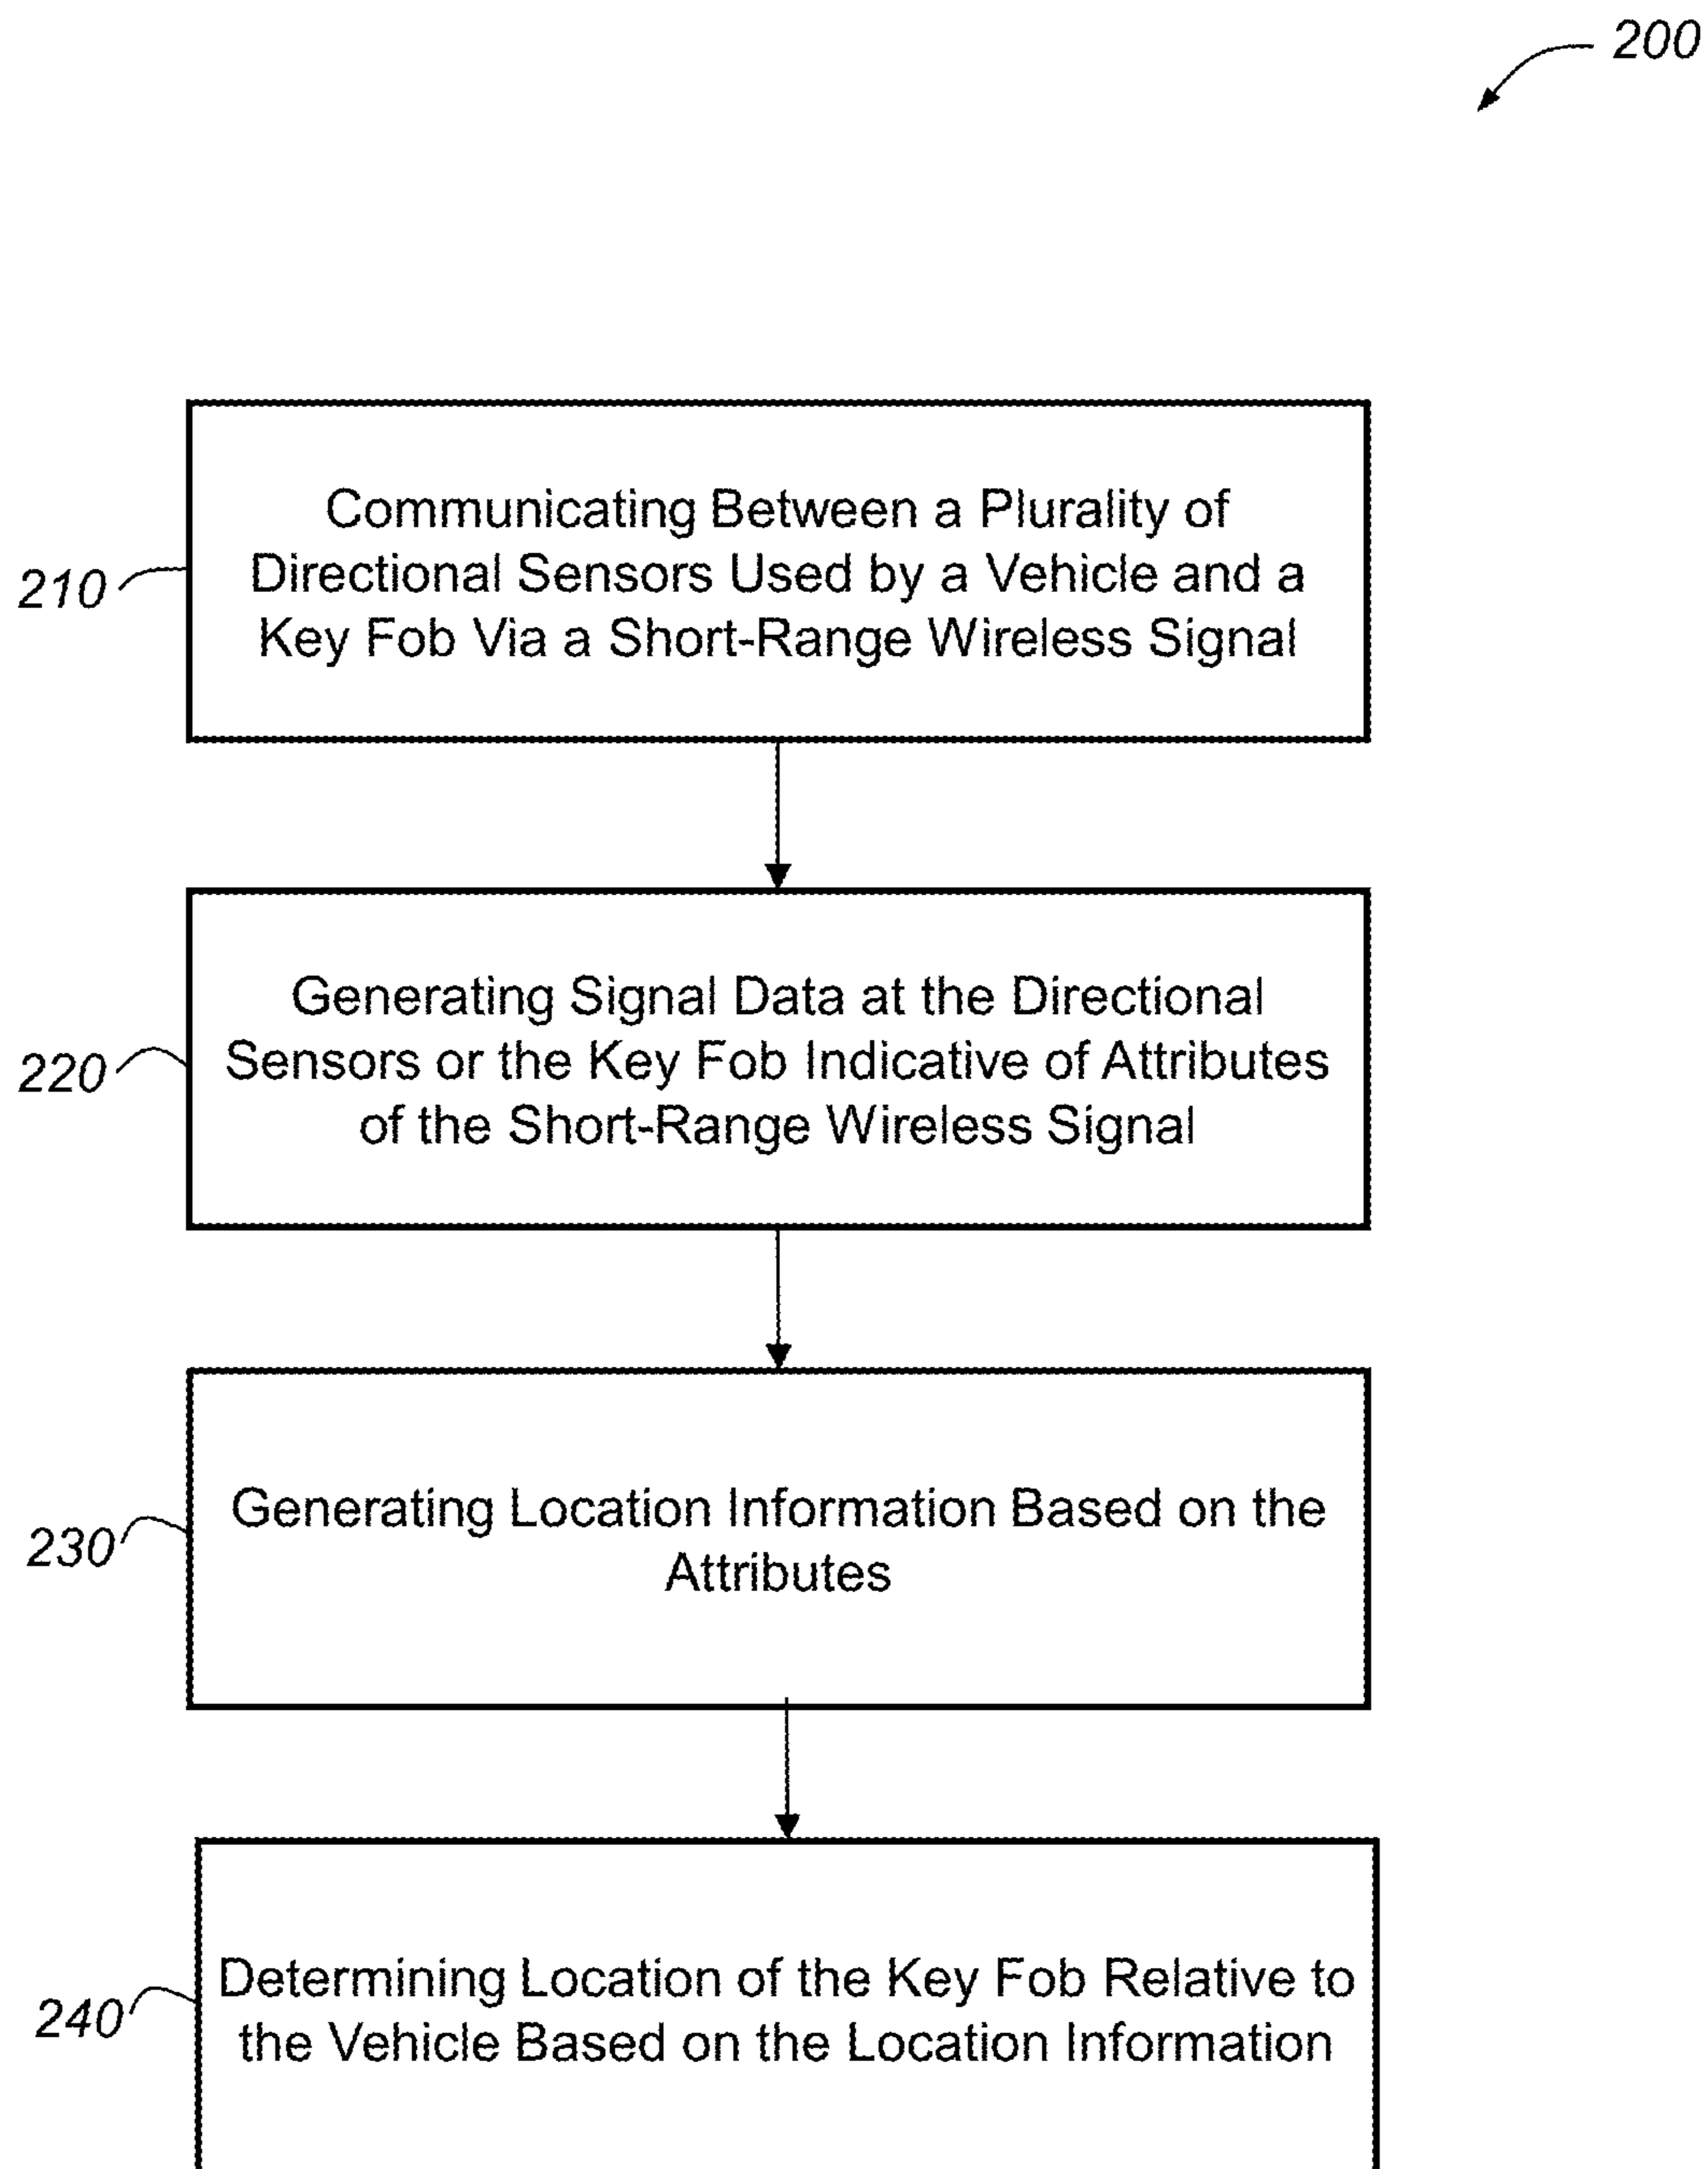 200
210
Communicating Between a Plurality of
Directional Sensors Used by a Vehicle and a
Key Fob Via a Short-Range Wireless Signal
220
Generating Signal Data at the Directional
Sensors or the Key Fob Indicative of Attributes
of the Short-Range Wireless Signal
230
Generating Location Information Based on the
Attributes
240
Determining Location of the Key Fob Relative to
the Vehicle Based on the Location Information